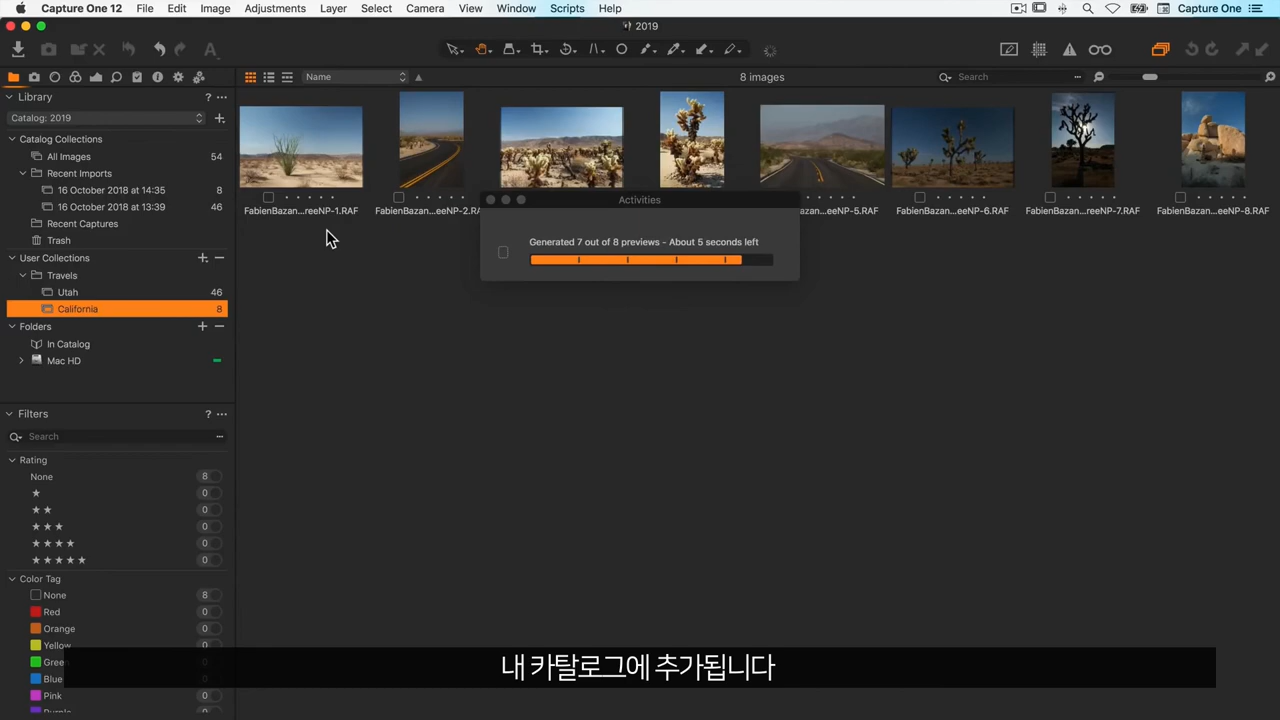 Capture One 12 File Edit Image Adjustments Layer Select Camera View Window Scripts Help Capture One
2019
Name 8 images Search
Library ?
Catalog: 2019
Catalog Collections
All Images 54
Recent Imports
16 October 2018 at 14:35 8
16 October 2018 at 13:39 46
Recent Captures
Trash
User Collections
Travels
Utah 46
California 8
Folders
In Catalog
Mac HD
Filters ?
Search
Rating
None 8
★ 0
★★ 0
★★★ 0
★★★★ 0
★★★★★ 0
Color Tag
None 8
Red 0
Orange 0
Yellow 0
Green 0
Blue 0
Pink 0
FabienBazan...reeNP-1.RAF
FabienBazan...reeNP-2.RA
...eeNP-5.RAF
FabienBazan...eeNP-6.RAF
FabienBazan...reeNP-7.RAF
FabienBazan...eeNP-8.RAF
Activities
Generated 7 out of 8 previews - About 5 seconds left
내 카탈로그에 추가됩니다